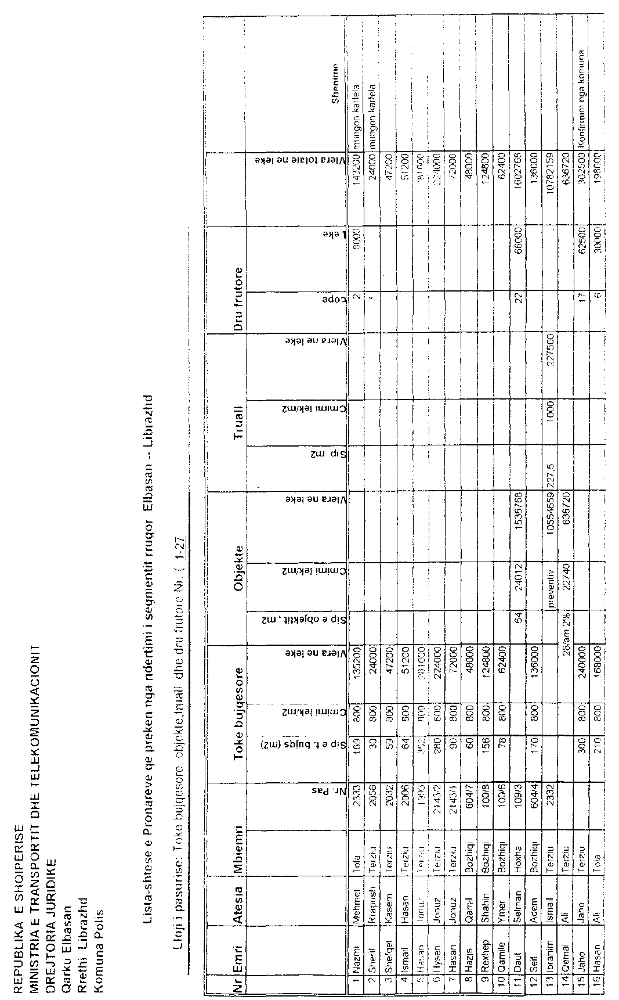 REPUBLIKA E SHQIPERISE
MINISTRIA E TRANSPORTIT DHE TELEKOMUNIKACIONIT
DREJTORIA JURIDIKE
Qarku Elbasan
Rrethi Librazhd
Komuna Polis
Lista-shtese e Pronareve qe preken nga ndertimi i segmentit rrugor Elbasan -- Librazhd
Lloji i pasurise: Toke bujqesore, objekte,truall dhe dru frutore Nr. ( 1-27
Toke bujqesore Objekte Truall Dru frutore
Nr Emri Atesia Mbiemri Nr. Pas Sip e t. bujqs (m2) Cmimi lek/m2 Vlera ne leke Sip e objektit , m2 Cmimi lek/m2 Vlera ne leke Sip m2 Cmimi lek/m2 Vlera ne leke cope Leke Vlera totale ne leke Shenime
1 Nazmi Mehmet Tola 2333 169 800 135200 2 8000 143200 mungon kartela
2 Sherif Rrapush Terziu 2058 30 800 24000 24000 mungon kartela
3 Shefqet Kasem Terziu 2032 59 800 47200 47200
4 Ismail Hasan Terziu 2006 64 800 51200 51200
5 Hasan Jonuz Terziu 352 800 281600 281600
6 Hysen Jonuz Terziu 2143/2 280 800 224000 224000
7 Hasan Jonuz Terziu 2143/1 90 800 72000 72000
8 Hazis Qamil Bozhiqi 604/7 60 800 48000 48000
9 Rexhep Shahin Bozhiqi 100/8 156 800 124800 124800
10 Qamile Ymer Bozhiqi 100/6 78 800 62400 62400
11 Daut Selman Hoxha 109/3 64 24012 1536768 22 66000 1602768
12 Seit Adem Bozhiqi 604/4 170 800 136000 136000
13 Ibrahim Ismail Terziu 2332 preventiv 10554659 227,5 1000 227500 10782159
14 Qemal Ali Terziu 28/am.2% 22740 636720 636720
15 Jaho Jaho Terziu 300 800 240000 17 62500 302500 Konfirmim nga komuna
16 Hasan Ali Tola 210 800 168000 6 30000 198000